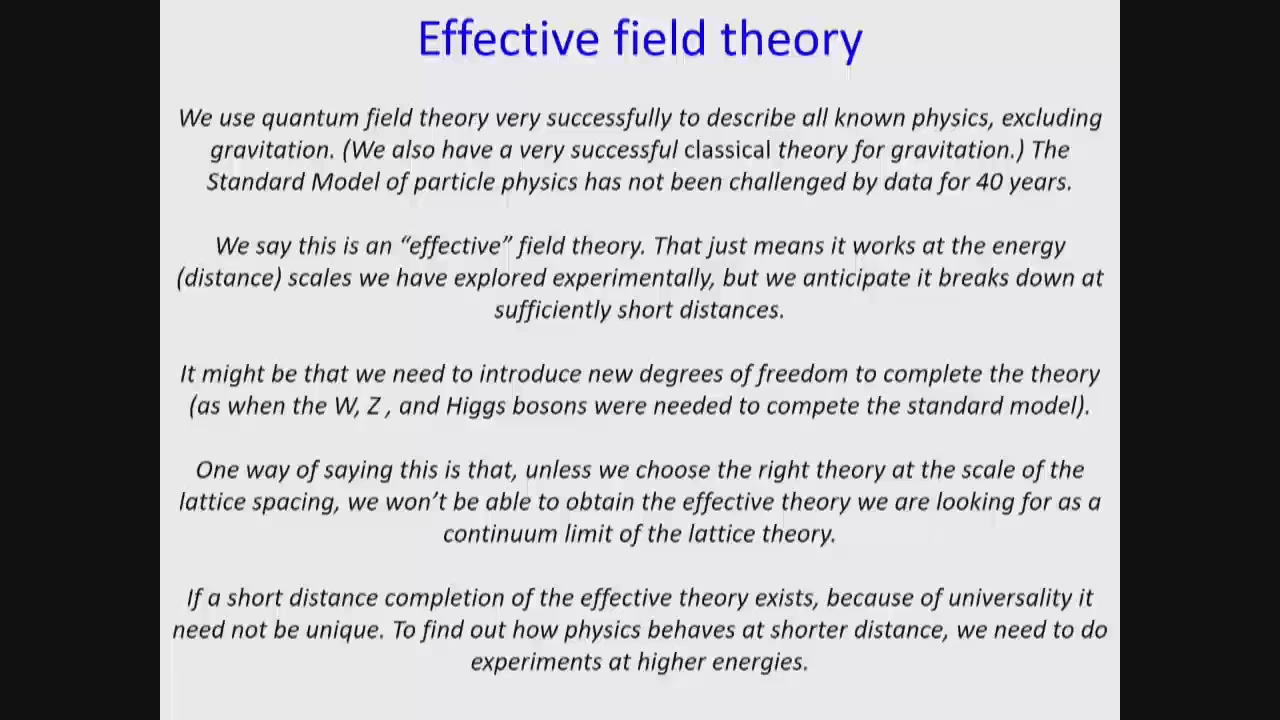 Effective field theory
We use quantum field theory very successfully to describe all known physics, excluding
gravitation. (We also have a very successful classical theory for gravitation.) The
Standard Model of particle physics has not been challenged by data for 40 years.
We say this is an “effective” field theory. That just means it works at the energy
(distance) scales we have explored experimentally, but we anticipate it breaks down at
sufficiently short distances.
It might be that we need to introduce new degrees of freedom to complete the theory
(as when the W, Z , and Higgs bosons were needed to compete the standard model).
One way of saying this is that, unless we choose the right theory at the scale of the
lattice spacing, we won’t be able to obtain the effective theory we are looking for as a
continuum limit of the lattice theory.
If a short distance completion of the effective theory exists, because of universality it
need not be unique. To find out how physics behaves at shorter distance, we need to do
experiments at higher energies.